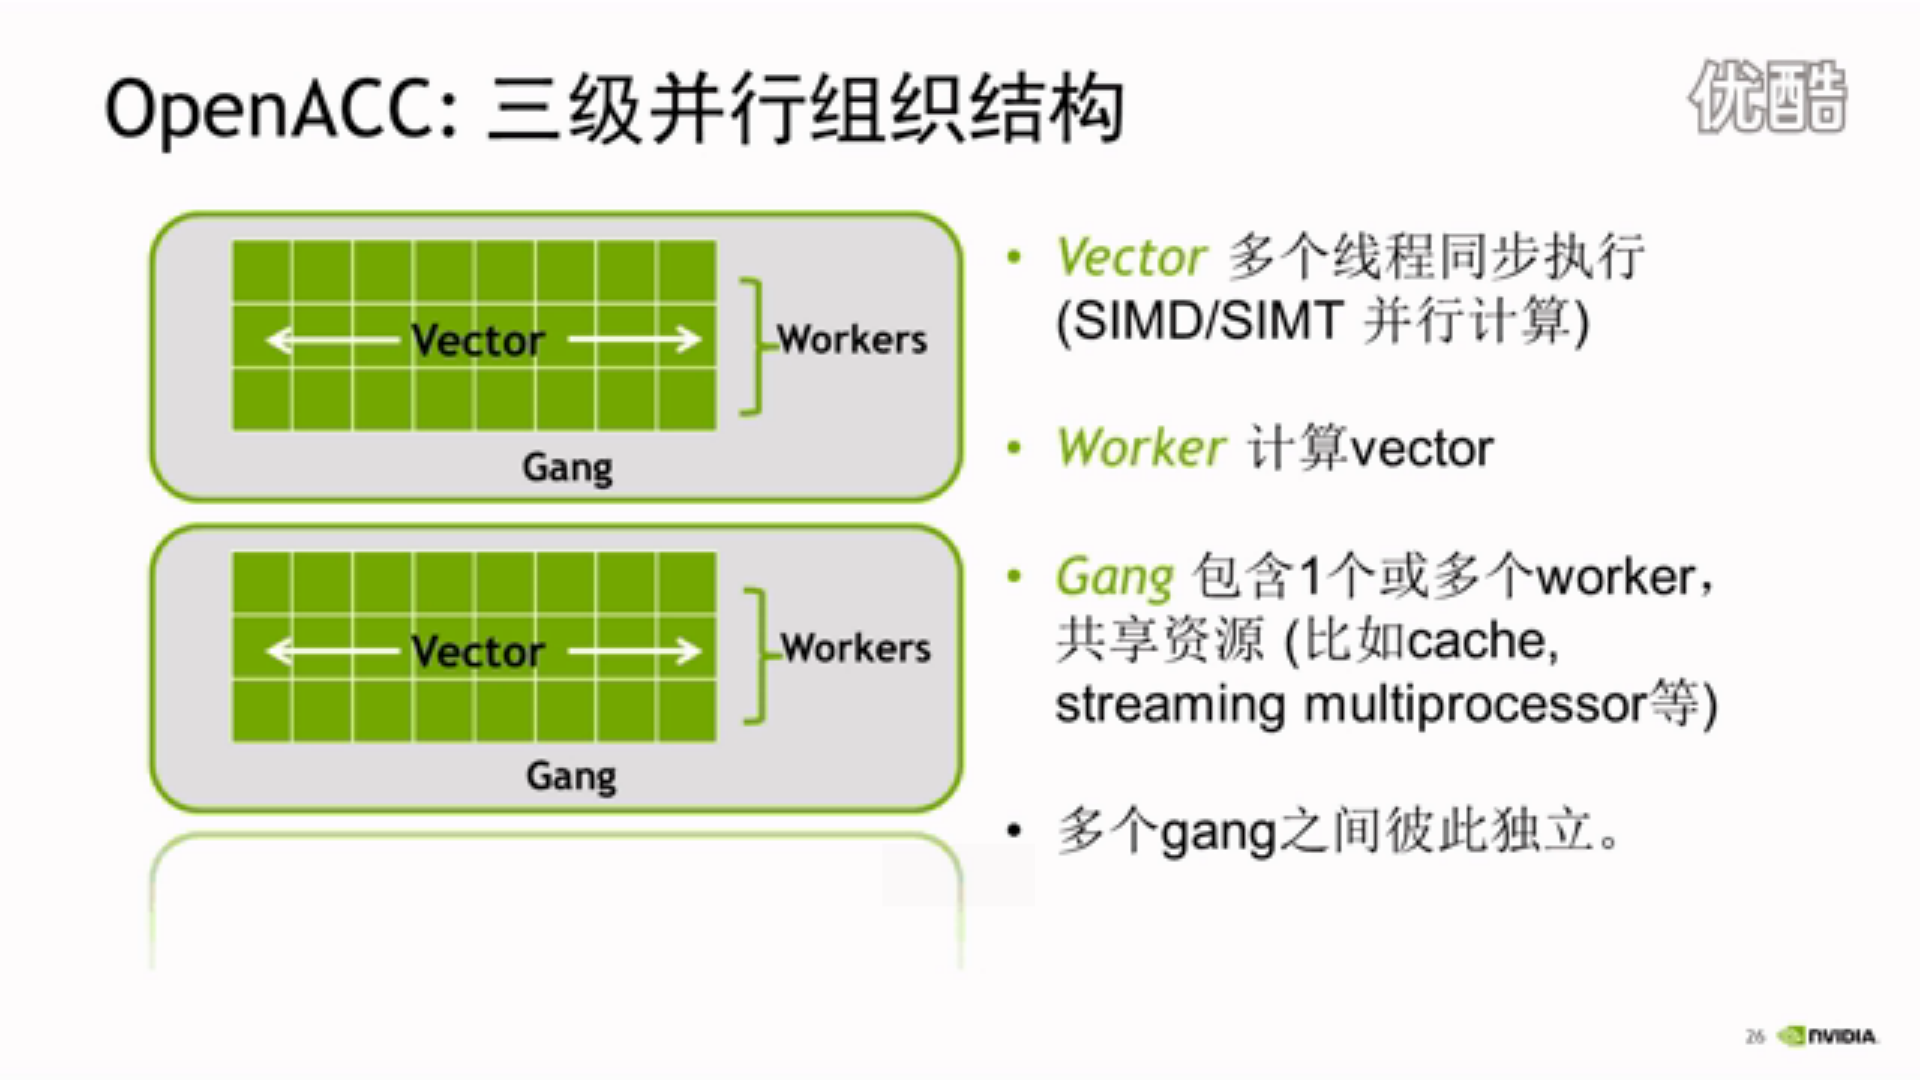 OpenACC: 三级并行组织结构
优酷
Vector
Workers
Gang
Vector
Workers
Gang
• Vector 多个线程同步执行
(SIMD/SIMT 并行计算)
• Worker 计算vector
• Gang 包含1个或多个worker，
共享资源 (比如cache,
streaming multiprocessor等)
• 多个gang之间彼此独立。
26 NVIDIA.